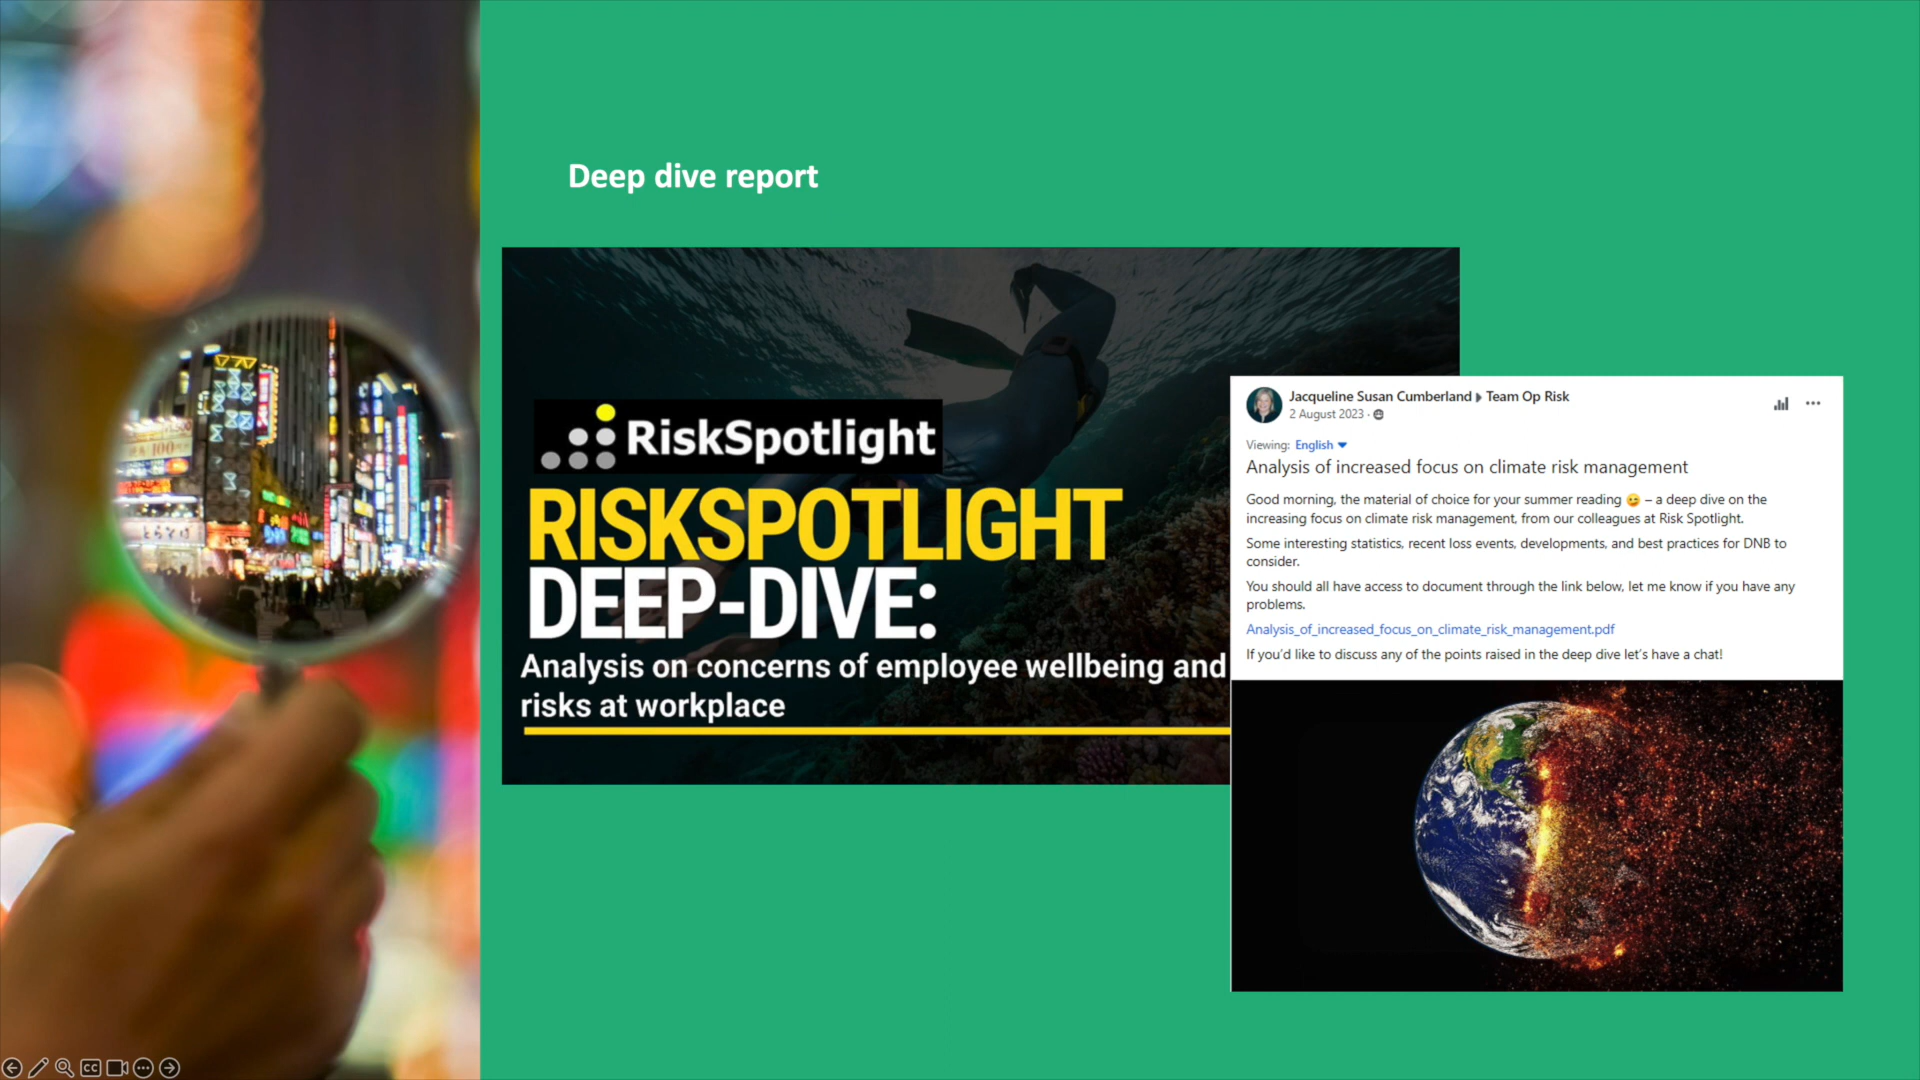 Deep dive report
RiskSpotlight
RISKSPOTLIGHT
DEEP-DIVE:
Analysis on concerns of employee wellbeing and
risks at workplace
Jacqueline Susan Cumberland Team Op Risk
2 August 2023 ·
Viewing: English
Analysis of increased focus on climate risk management
Good morning, the material of choice for your summer reading 😉 – a deep dive on the
increasing focus on climate risk management, from our colleagues at Risk Spotlight.
Some interesting statistics, recent loss events, developments, and best practices for DNB to
consider.
You should all have access to document through the link below, let me know if you have any
problems.
Analysis_of_increased_focus_on_climate_risk_management.pdf
If you'd like to discuss any of the points raised in the deep dive let's have a chat!
とらのあな
CC